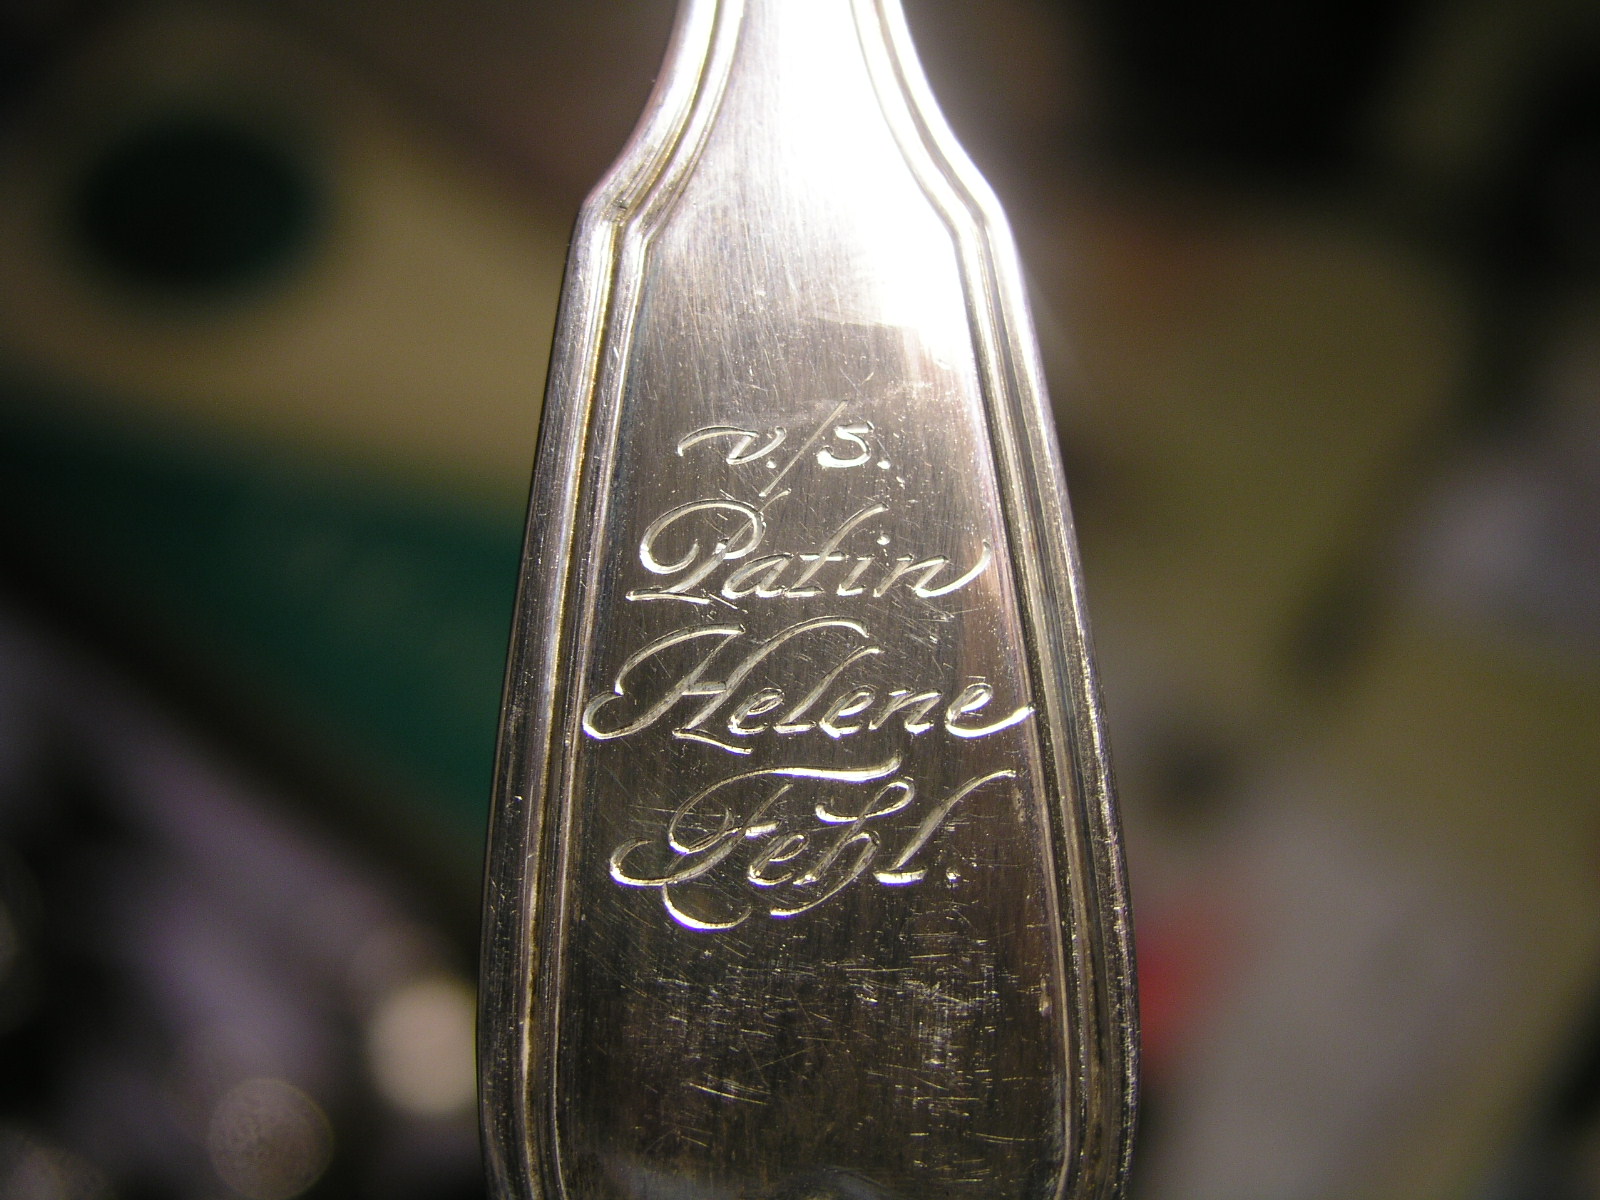 v./s.
Patin
Helene
Fehl.